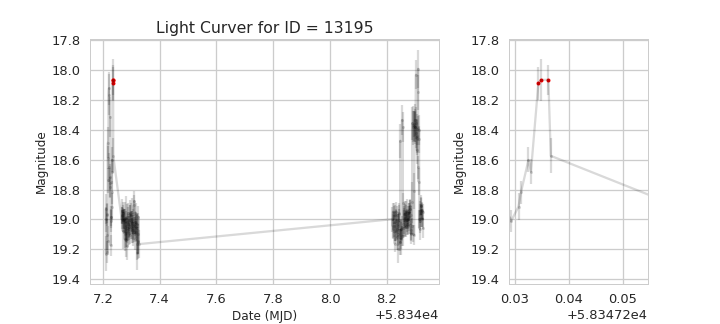 Light Curver for ID = 13195
17.8
18.0
18.2
18.4
18.6
18.8
19.0
19.2
19.4
Magnitude
7.2 7.4 7.6 7.8 8.0 8.2
Date (MJD)
+5.834e4
17.8
18.0
18.2
18.4
18.6
18.8
19.0
19.2
19.4
Magnitude
0.03 0.04 0.05
+5.83472e4